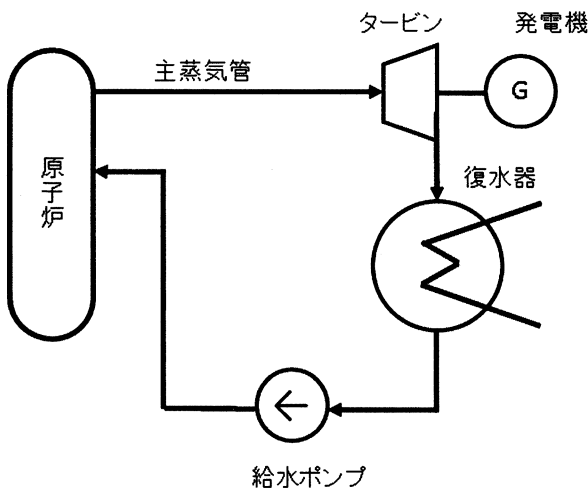 タービン
発電機
主蒸気管
G
原子炉
復水器
給水ポンプ